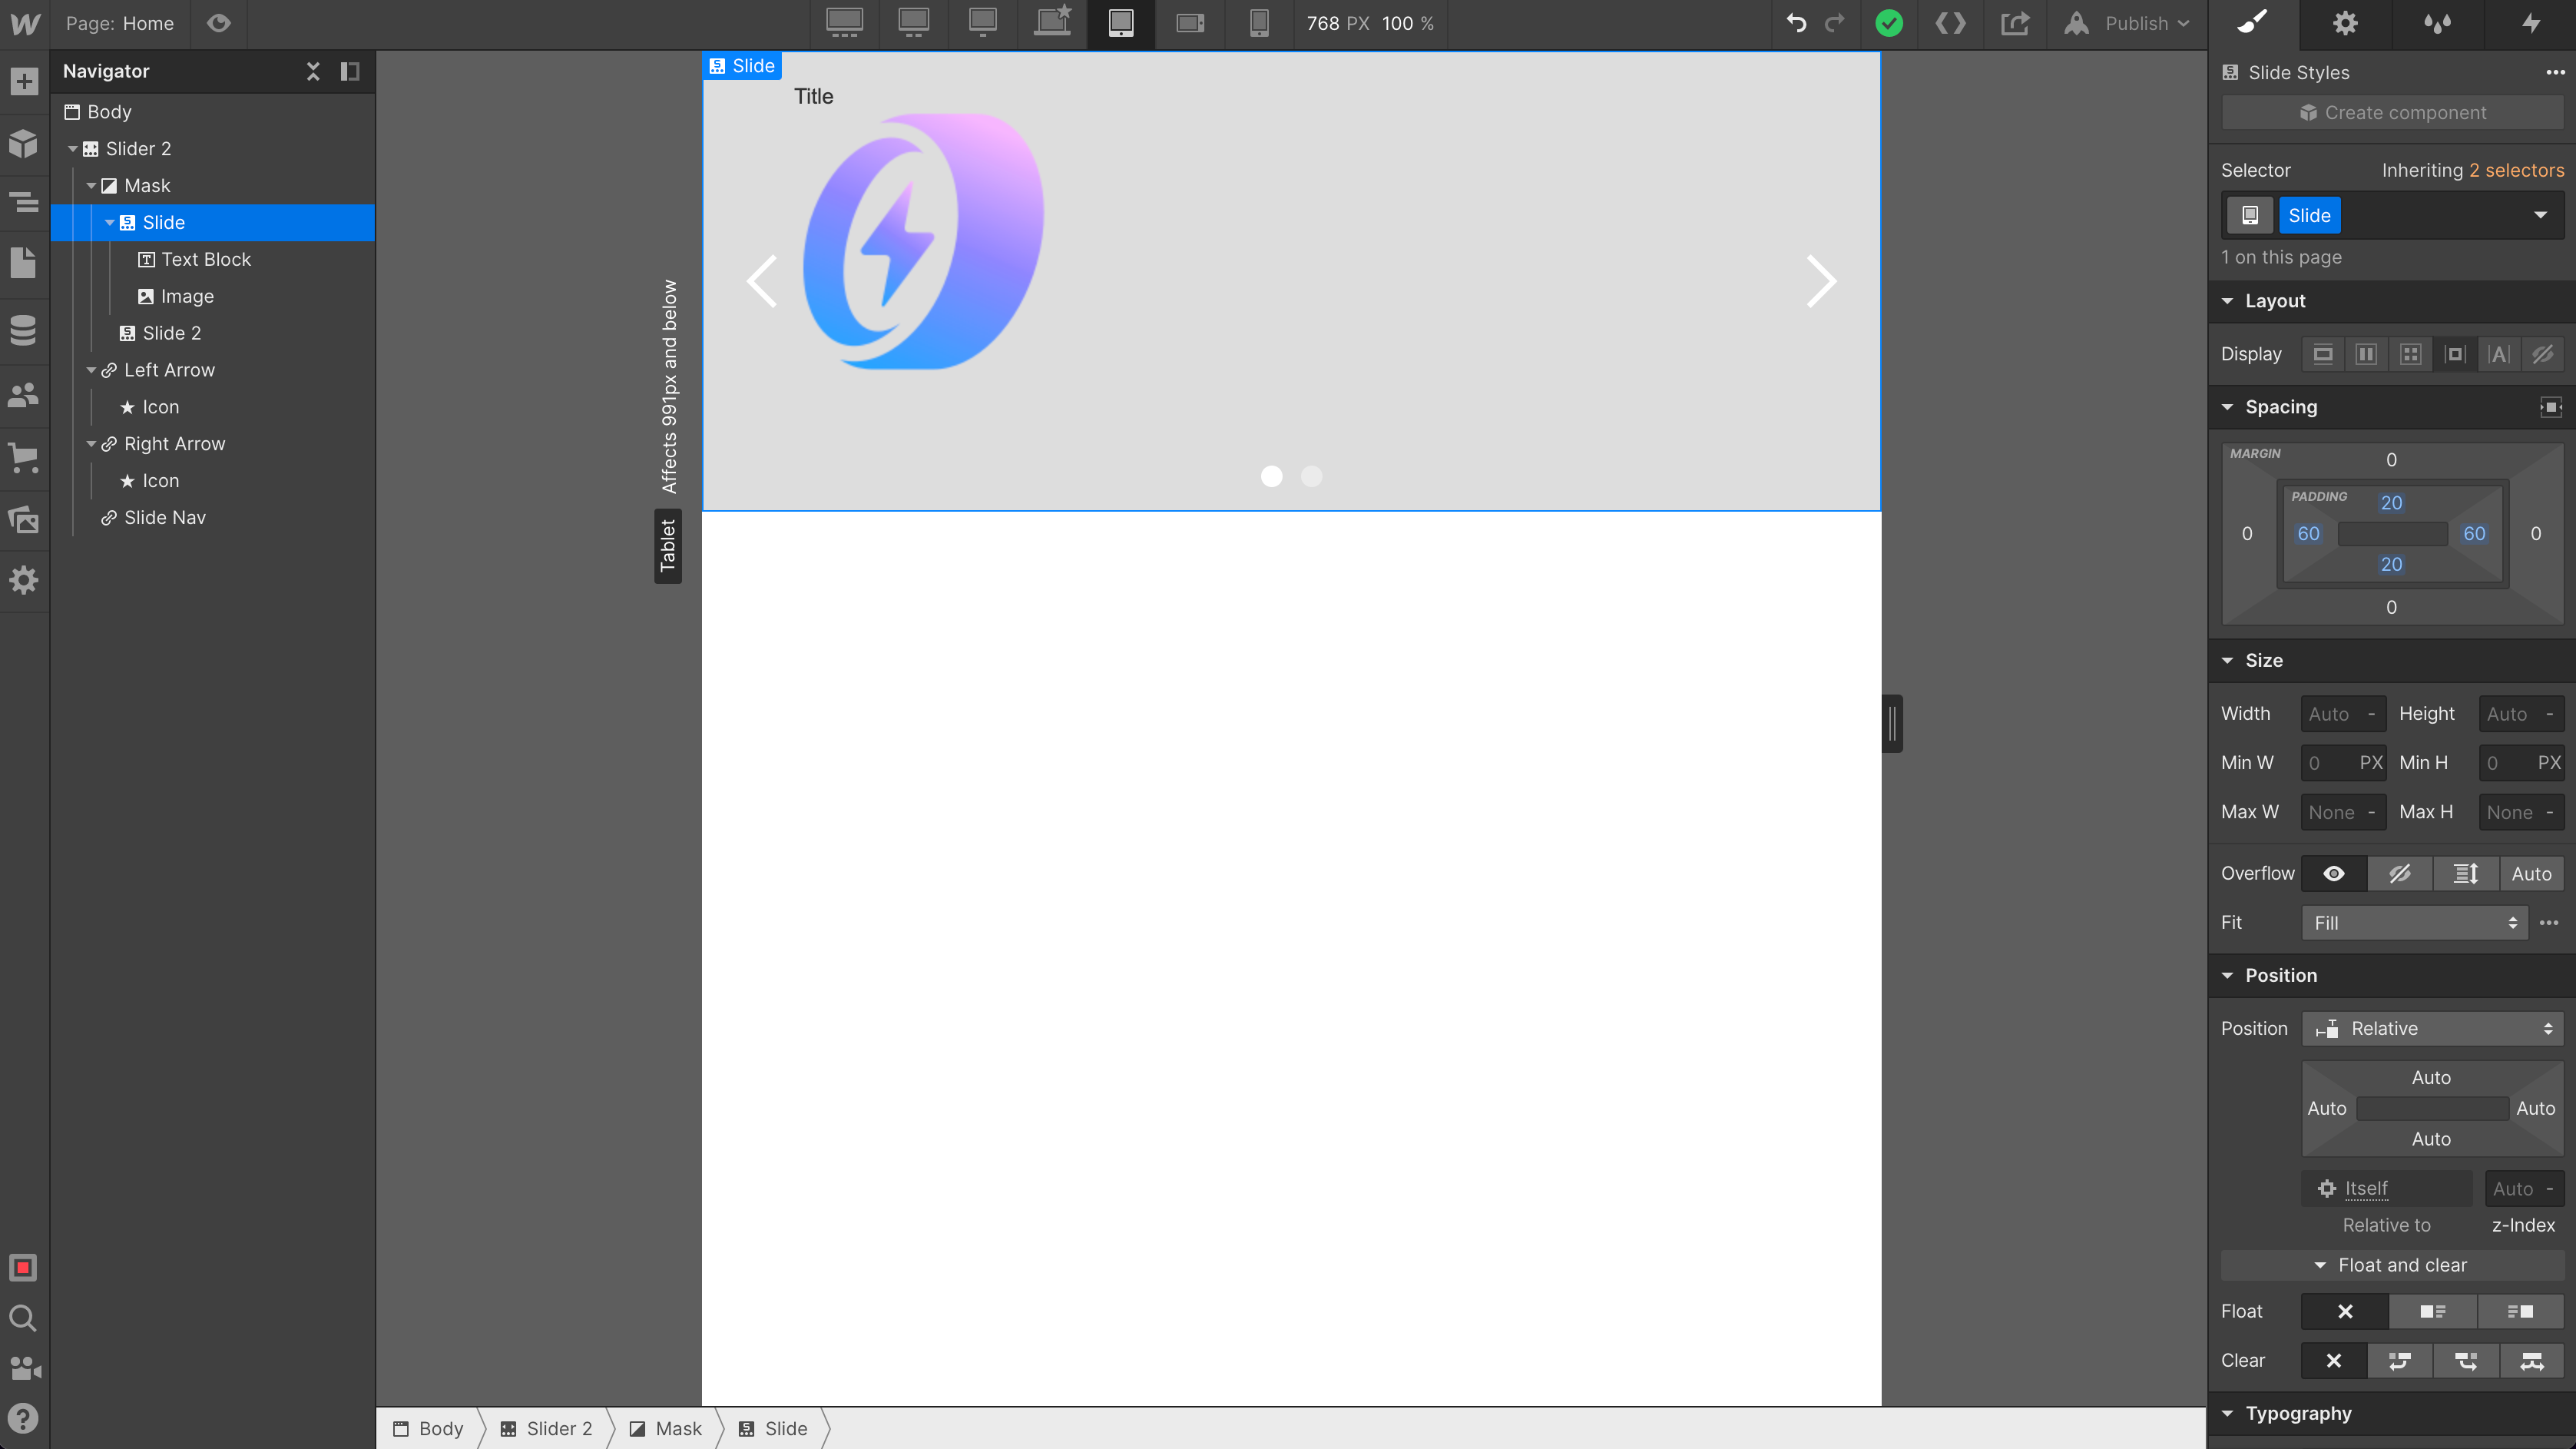 Page: Home
768 PX 100 %
Publish
Navigator
Body
Slider 2
Mask
Slide
Text Block
Image
Slide 2
Left Arrow
Icon
Right Arrow
Icon
Slide Nav
Affects 991px and below
Tablet
Slide
Title
Slide Styles
Create component
Selector
Inheriting 2 selectors
Slide
1 on this page
Layout
Display
Spacing
MARGIN
0
PADDING
20
0 60 60 0
20
0
Size
Width Auto - Height Auto -
Min W 0 PX Min H 0 PX
Max W None - Max H None -
Overflow Auto
Fit Fill
Position
Position Relative
Auto
Auto Auto
Auto
Itself Auto -
Relative to z-Index
Float and clear
Float
Clear
Typography
Body Slider 2 Mask Slide